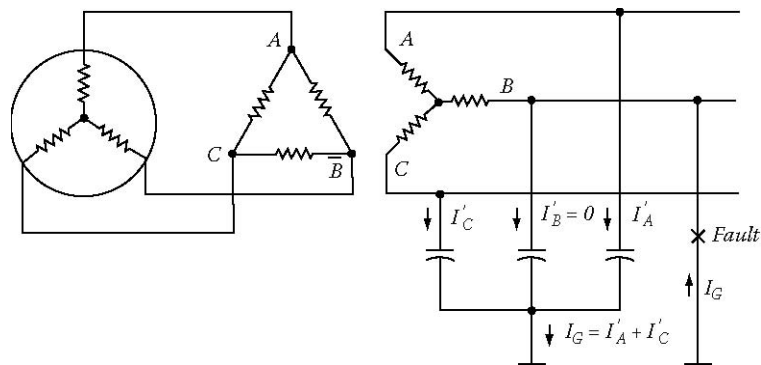 A
C
B
A
B
C
I'C
I'B = 0
I'A
Fault
IG
IG = I'A + I'C